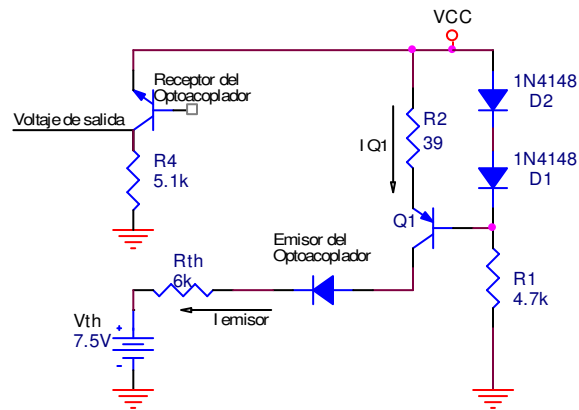 VCC
Receptor del
Optoacoplador
Voltaje de salida
R4
5.1k
I Q1
R2
39
1N4148
D2
1N4148
D1
Q1
Emisor del
Optoacoplador
Rth
6k
I emisor
R1
4.7k
Vth
7.5V
+
-